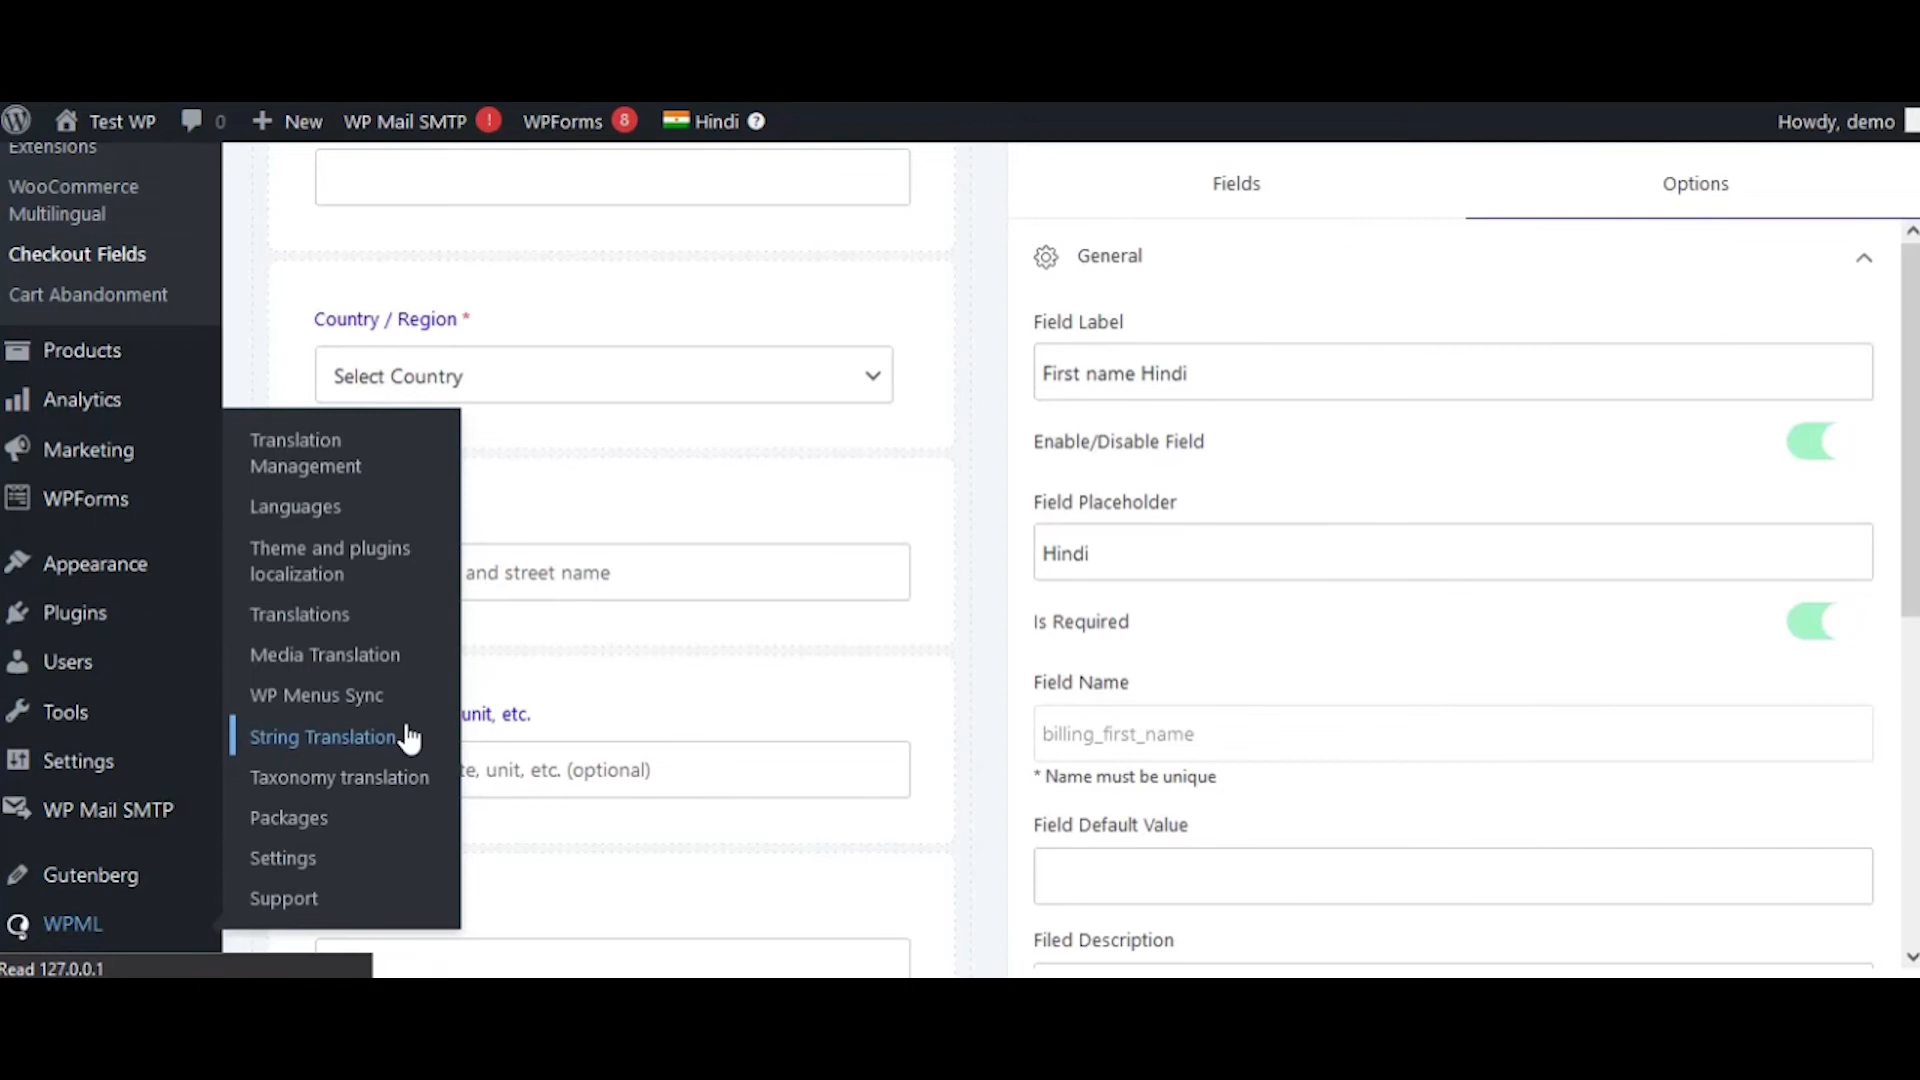 Test WP 0 New WP Mail SMTP ! WPForms 8 Hindi ? Howdy, demo
Extensions
WooCommerce
Multilingual
Checkout Fields
Cart Abandonment
Products
Analytics
Marketing
WPForms
Appearance
Plugins
Users
Tools
Settings
WP Mail SMTP
Gutenberg
WPML
Read 127.0.0.1
Translation
Management
Languages
Theme and plugins
localization
Translations
Media Translation
WP Menus Sync
String Translation
Taxonomy translation
Packages
Settings
Support
Country / Region *
Select Country
and street name
unit, etc.
te, unit, etc. (optional)
Fields Options
General
Field Label
First name Hindi
Enable/Disable Field
Field Placeholder
Hindi
Is Required
Field Name
billing_first_name
* Name must be unique
Field Default Value
Filed Description